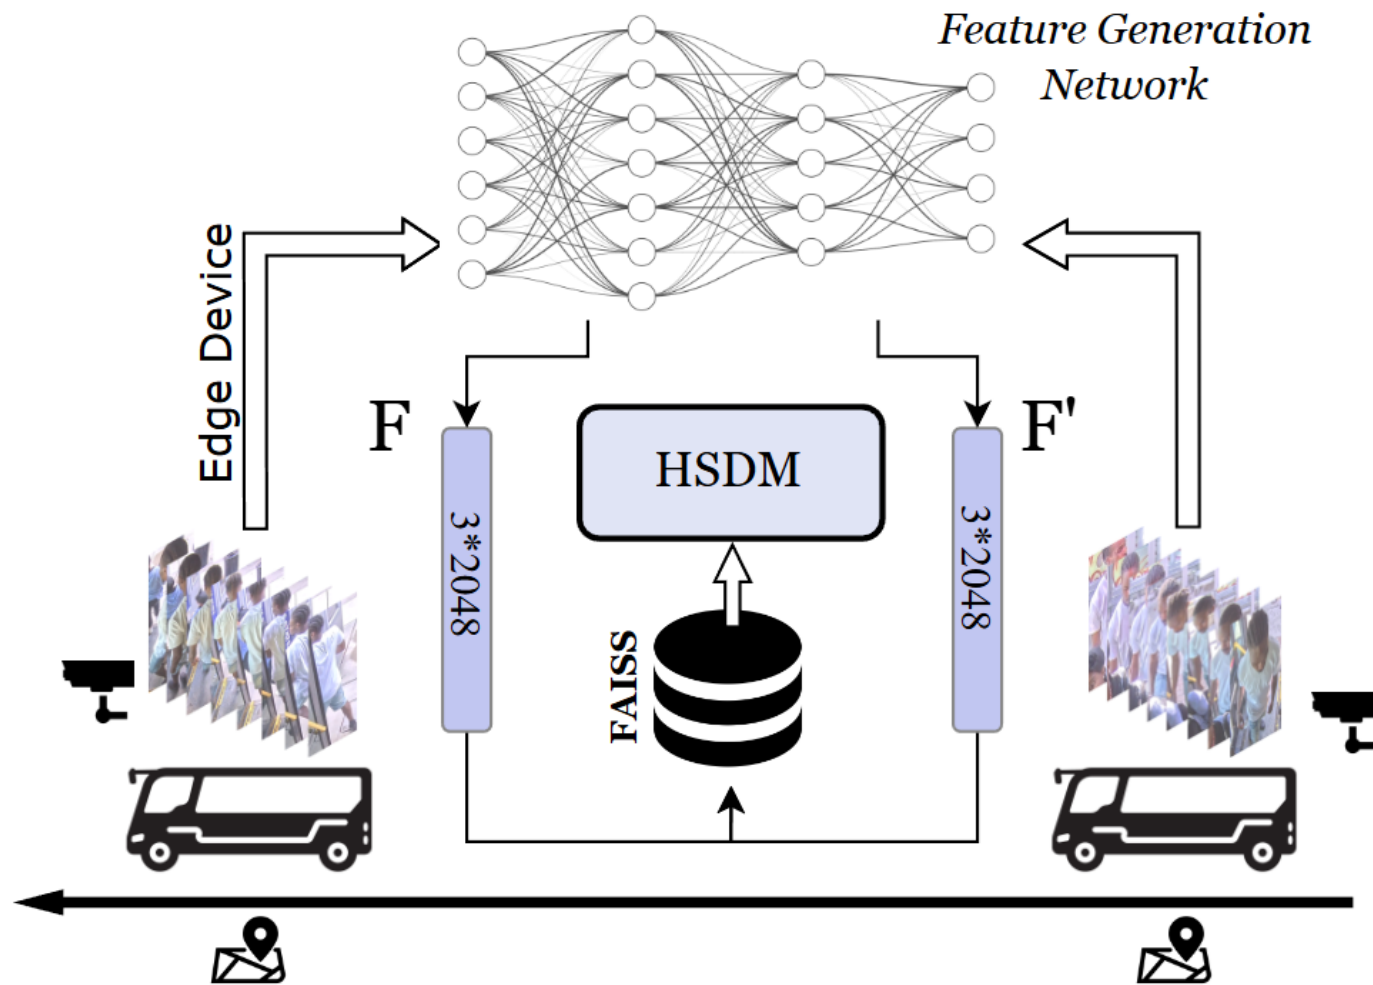 Feature Generation
Network
Edge Device
F
F'
HSDM
3*2048
3*2048
FAISS